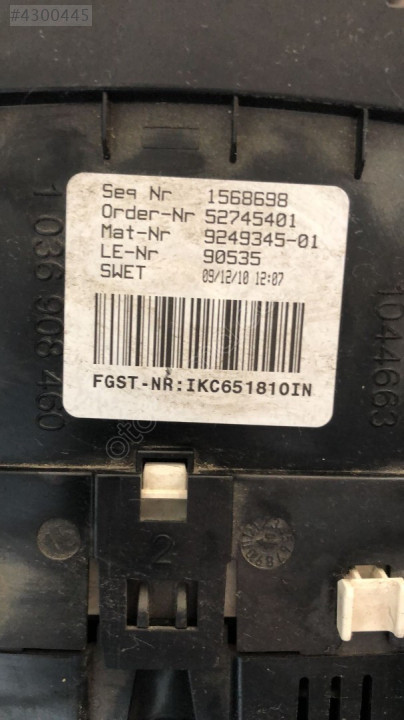 #4300445
Seq Nr 1568698
Order-Nr 52745401
Mat-Nr 9249345-01
LE-Nr 90535
SWET 09/12/10 12:07
FGST-NR:IKC651810IN
1 036 908 460
1044663
2